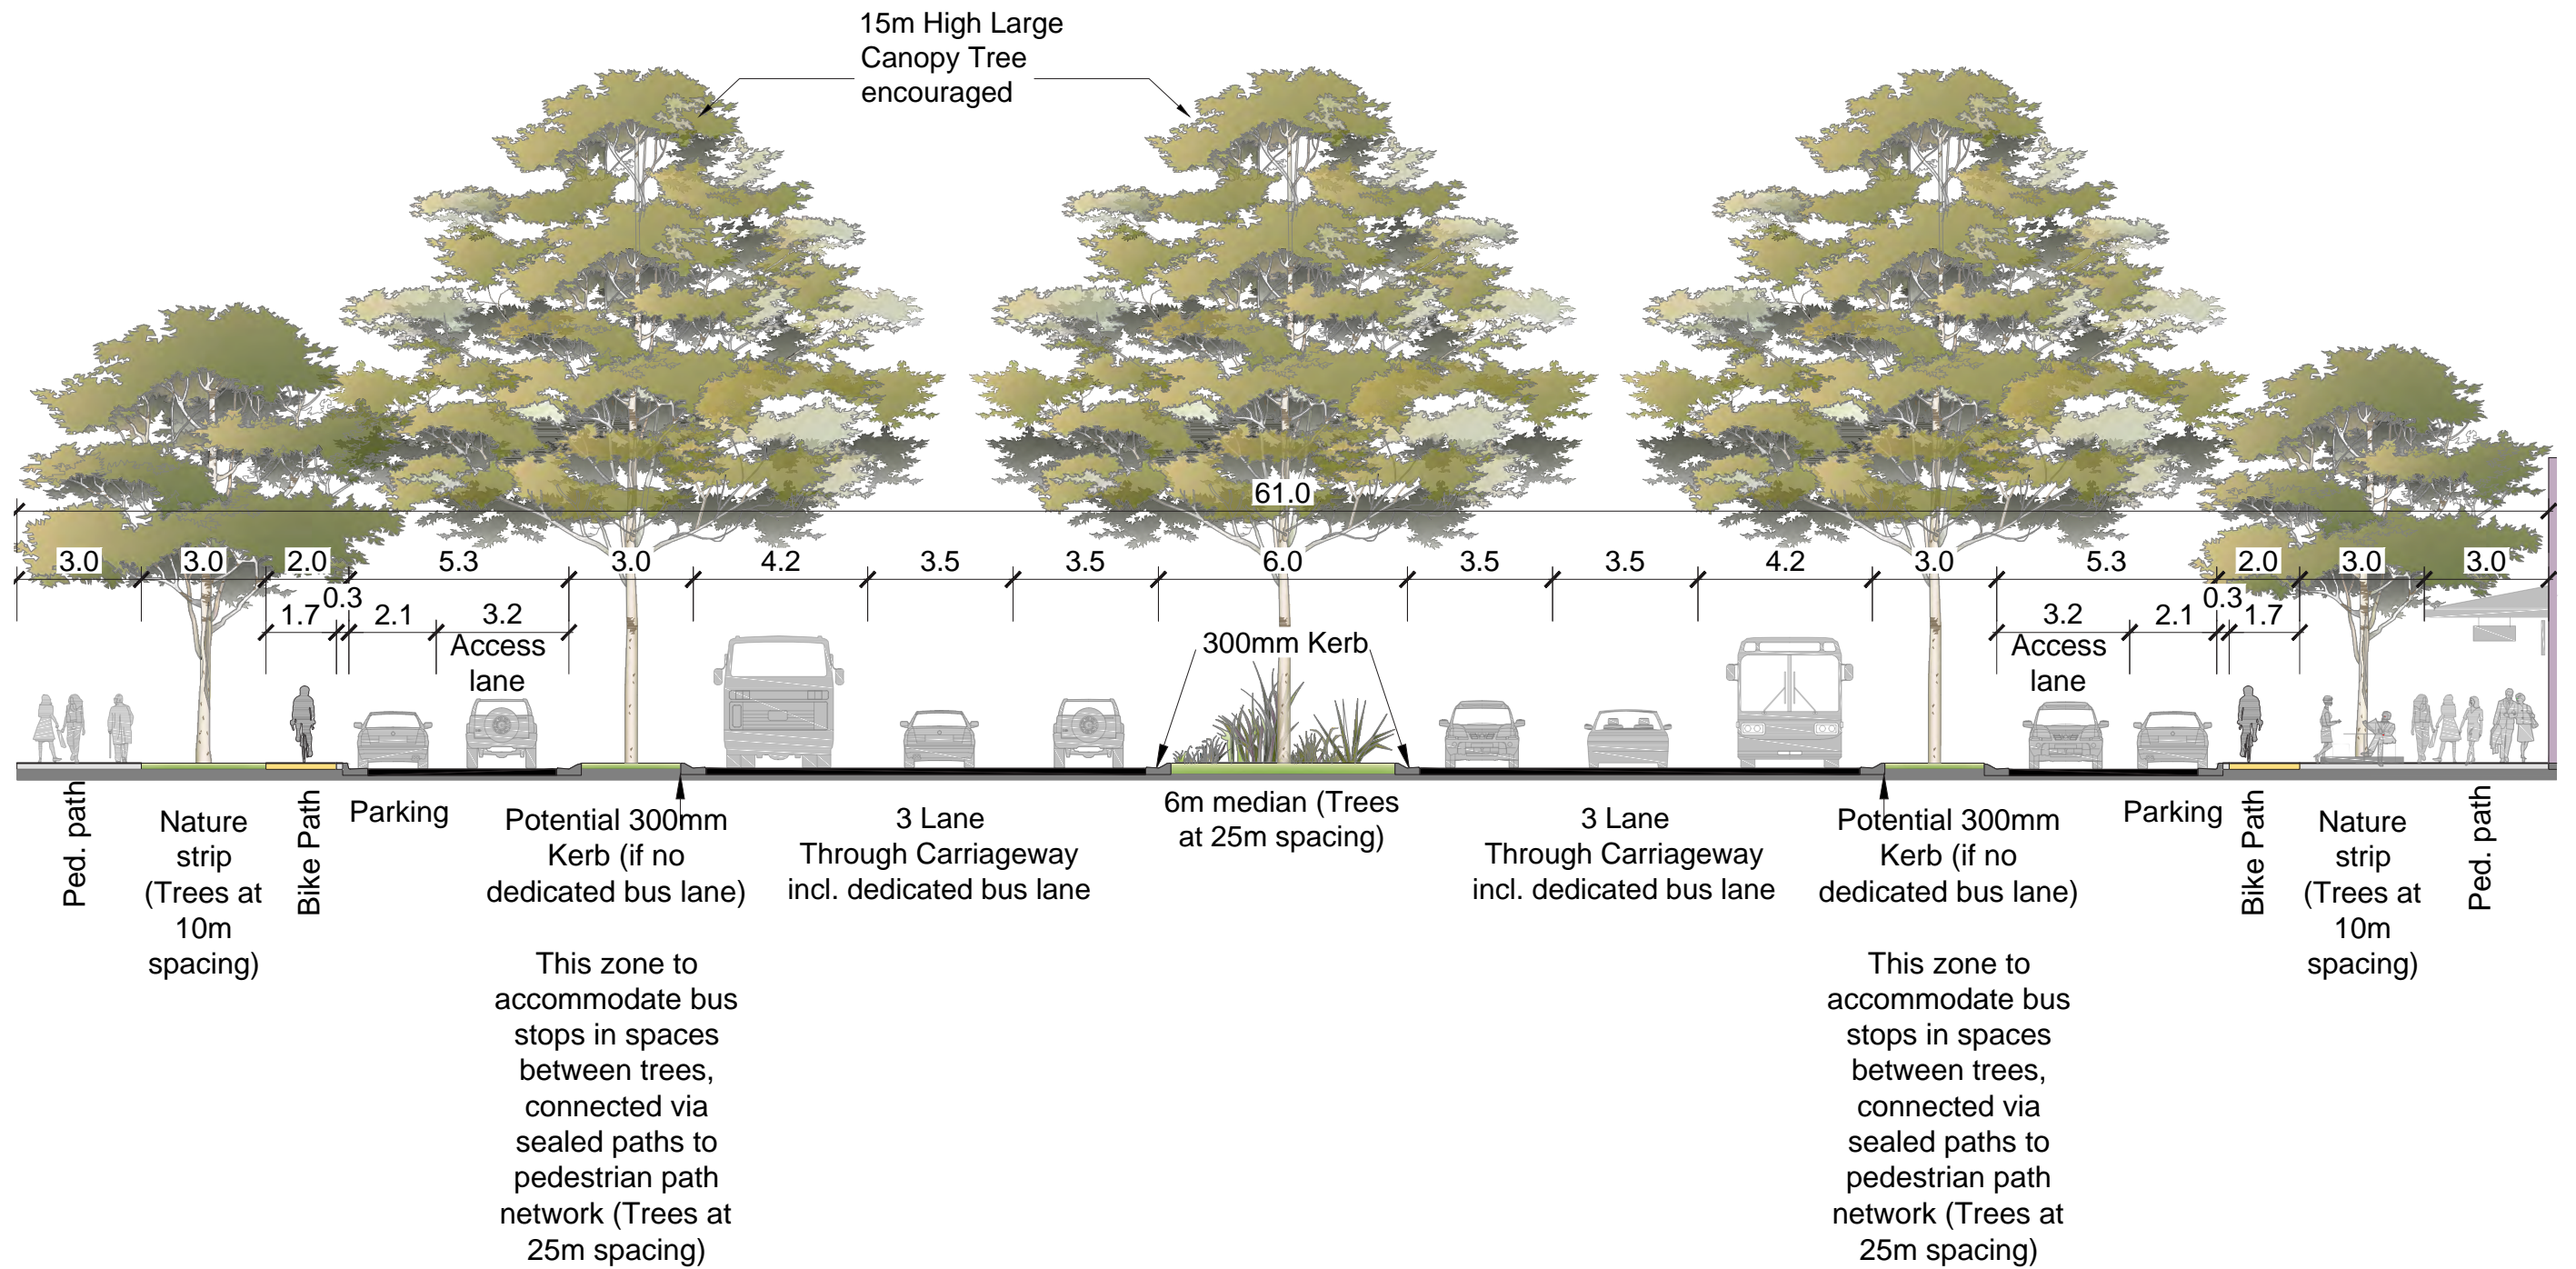 15m High Large
Canopy Tree
encouraged
61.0
3.0 3.0 2.0 5.3 3.0 4.2 3.5 3.5 6.0 3.5 3.5 4.2 3.0 5.3 2.0 3.0 3.0
0.3 0.3
1.7 2.1 3.2 3.2 2.1 1.7
Access
lane
300mm Kerb
Access
lane
Ped. path
Nature
strip
(Trees at
10m
spacing)
Bike Path
Parking
Potential 300mm
Kerb (if no
dedicated bus lane)
This zone to
accommodate bus
stops in spaces
between trees,
connected via
sealed paths to
pedestrian path
network (Trees at
25m spacing)
3 Lane
Through Carriageway
incl. dedicated bus lane
6m median (Trees
at 25m spacing)
3 Lane
Through Carriageway
incl. dedicated bus lane
Potential 300mm
Kerb (if no
dedicated bus lane)
This zone to
accommodate bus
stops in spaces
between trees,
connected via
sealed paths to
pedestrian path
network (Trees at
25m spacing)
Parking
Bike Path
Nature
strip
(Trees at
10m
spacing)
Ped. path